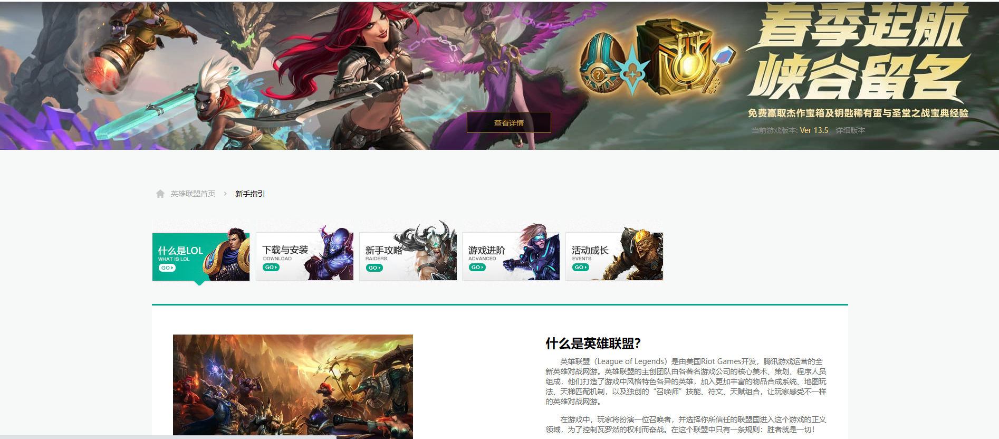 春季起航
峡谷留名
免费赢取杰作宝箱及钥匙稀有蛋与圣堂之战宝典经验
查看详情
当前游戏版本: Ver 13.5 详细版本
英雄联盟首页 › 新手指引
什么是LOL
WHAT IS LOL
GO
下载与安装
DOWNLOAD
GO
新手攻略
RAIDERS
GO
游戏进阶
ADVANCED
GO
活动成长
EVENTS
GO
什么是英雄联盟？
英雄联盟（League of Legends）是由美国Riot Games开发，腾讯游戏运营的全
新英雄对战网游。英雄联盟的主创团队由各著名游戏公司的核心美术、策划、程序人员
组成，他们打造了游戏中风格特色各异的英雄，加入更加丰富的物品合成系统、地图玩
法、天梯匹配机制，以及独创的“召唤师”技能、符文、天赋组合，让玩家感受不一样
的英雄对战网游。
在游戏中，玩家将扮演一位召唤者，并选择你所信任的联盟国进入这个游戏的正义
领域，为了控制瓦罗然的权利而奋战。在这个联盟中只有一条规则：胜者就是一切！